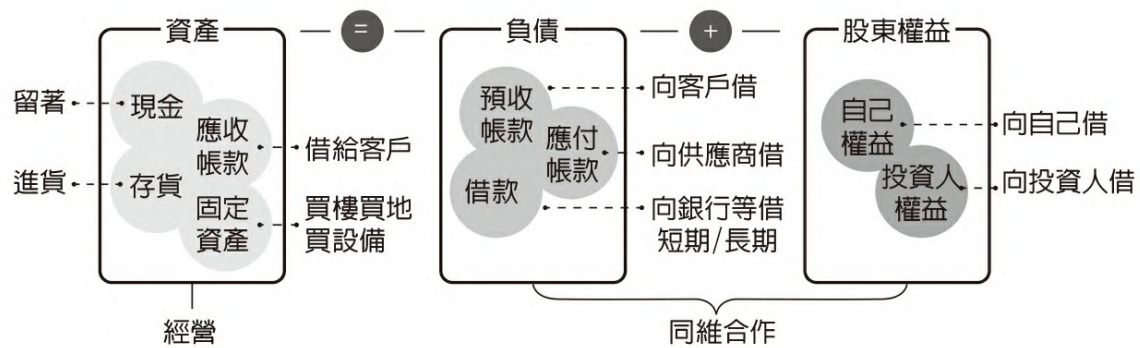 資產
=
負債
+
股東權益
留著
現金
應收
帳款
借給客戶
進貨
存貨
固定
資產
買樓買地
買設備
預收
帳款
向客戶借
應付
帳款
向供應商借
借款
向銀行等借
短期/長期
自己
權益
向自己借
投資人
權益
向投資人借
經營
同維合作